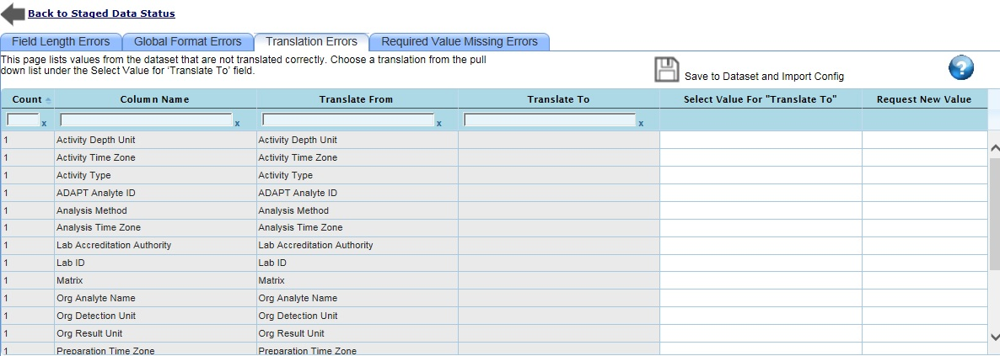 Back to Staged Data Status
Field Length Errors Global Format Errors Translation Errors Required Value Missing Errors
This page lists values from the dataset that are not translated correctly. Choose a translation from the pull
down list under the Select Value for ‘Translate To’ field.
Save to Dataset and Import Config
?
Count Column Name Translate From Translate To Select Value For "Translate To" Request New Value
x x x x
1 Activity Depth Unit Activity Depth Unit
1 Activity Time Zone Activity Time Zone
1 Activity Type Activity Type
1 ADAPT Analyte ID ADAPT Analyte ID
1 Analysis Method Analysis Method
1 Analysis Time Zone Analysis Time Zone
1 Lab Accreditation Authority Lab Accreditation Authority
1 Lab ID Lab ID
1 Matrix Matrix
1 Org Analyte Name Org Analyte Name
1 Org Detection Unit Org Detection Unit
1 Org Result Unit Org Result Unit
1 Preparation Time Zone Preparation Time Zone